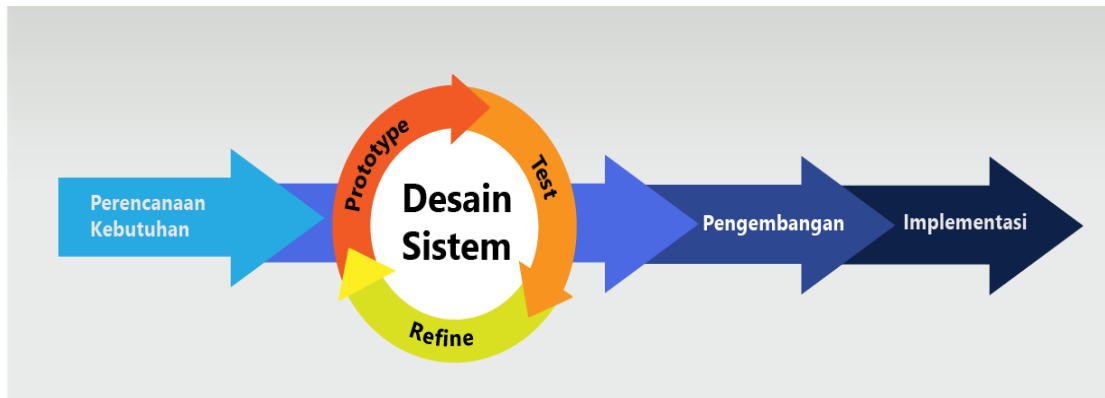 Perencanaan
Kebutuhan
Prototype
Test
Refine
Desain
Sistem
Pengembangan
Implementasi